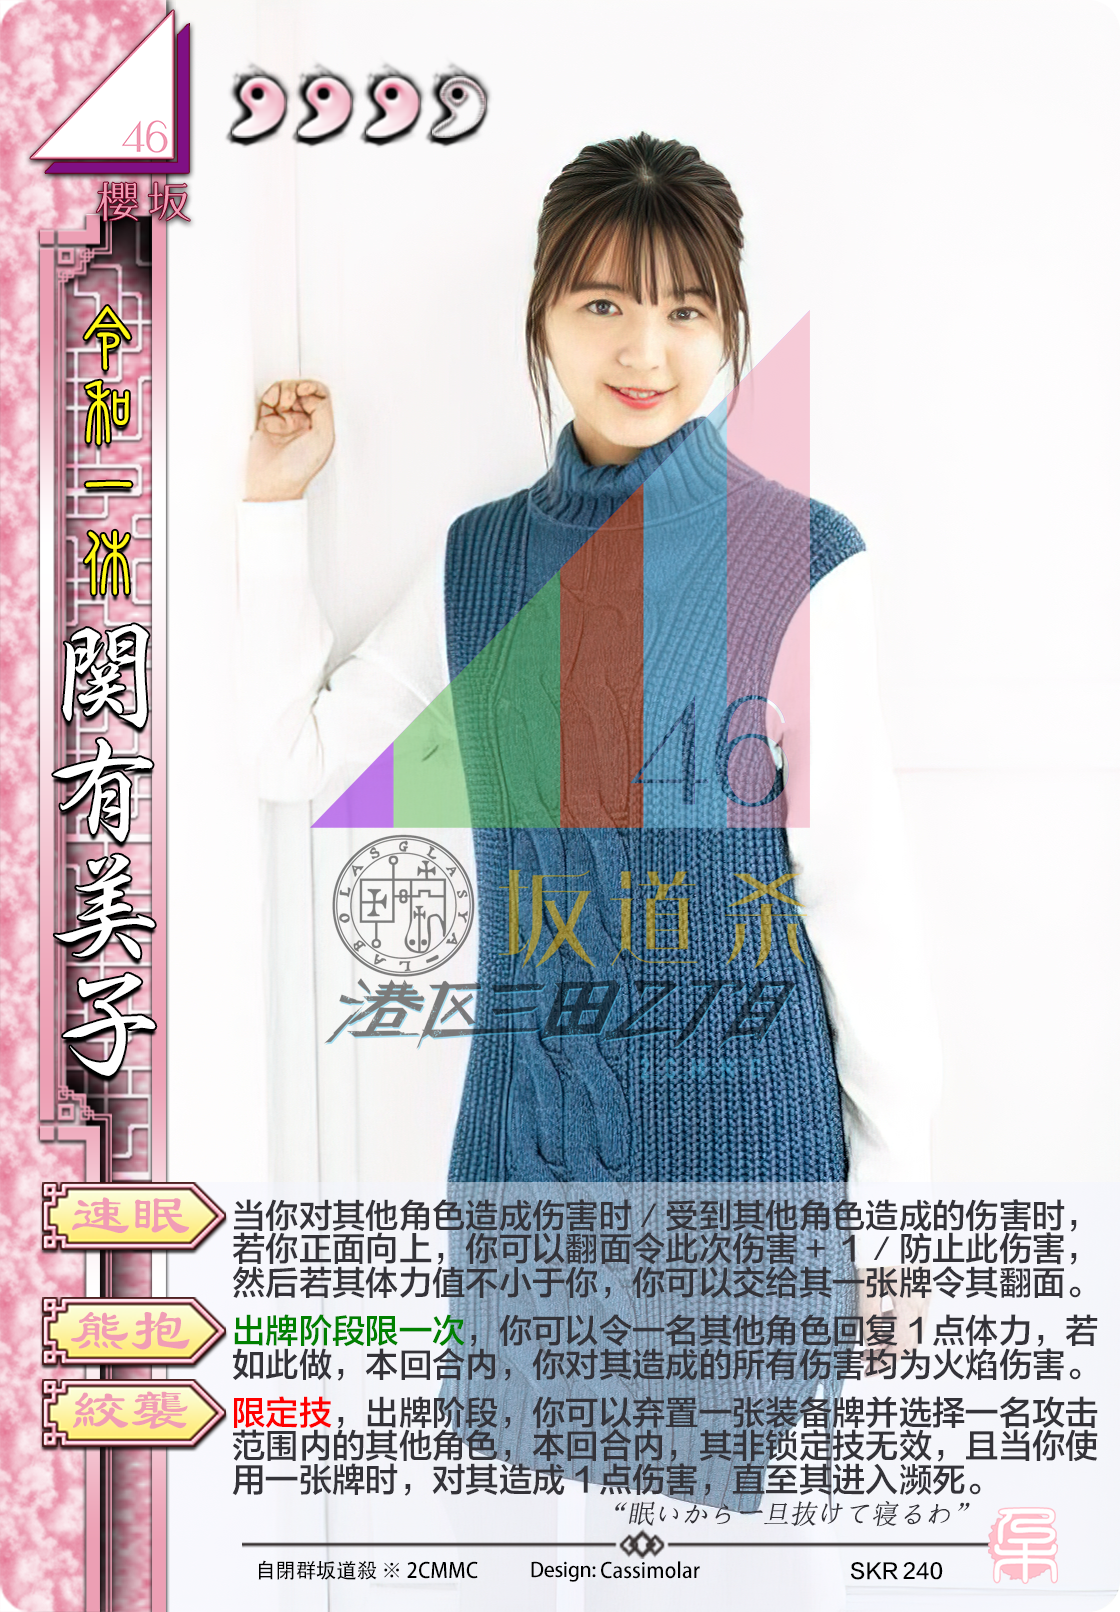 46
櫻坂
令和一休
関有美子
46
GLASYA-LABOLAS
坂道杀
港区三田2丁目
速眠
当你对其他角色造成伤害时 / 受到其他角色造成的伤害时，
若你正面向上，你可以翻面令此次伤害 + 1 / 防止此伤害，
然后若其体力值不小于你，你可以交给其一张牌令其翻面。
熊抱
出牌阶段限一次，你可以令一名其他角色回复 1 点体力，若
如此做，本回合内，你对其造成的所有伤害均为火焰伤害。
絞襲
限定技，出牌阶段，你可以弃置一张装备牌并选择一名攻击
范围内的其他角色，本回合内，其非锁定技无效，且当你使
用一张牌时，对其造成 1 点伤害，直至其进入濒死。
“眠いから一旦抜けて寝るわ”
自閉群坂道殺 ※ 2CMMC
Design: Cassimolar
SKR 240